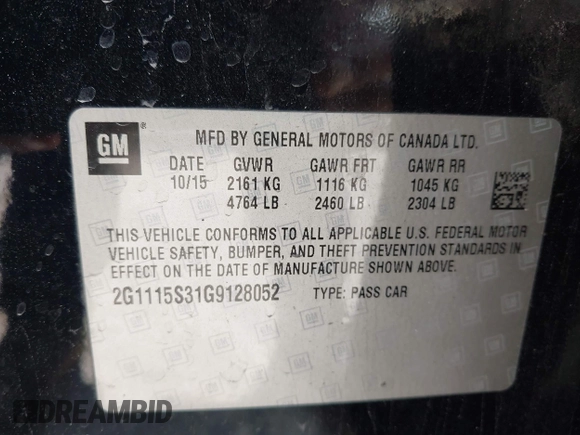 GM
MFD BY GENERAL MOTORS OF CANADA LTD.
DATE GVWR GAWR FRT GAWR RR
10/15 2161 KG 1116 KG 1045 KG
4764 LB 2460 LB 2304 LB
THIS VEHICLE CONFORMS TO ALL APPLICABLE U.S. FEDERAL MOTOR
VEHICLE SAFETY, BUMPER, AND THEFT PREVENTION STANDARDS IN
EFFECT ON THE DATE OF MANUFACTURE SHOWN ABOVE.
2G1115S31G9128052 TYPE: PASS CAR
DREAMBID